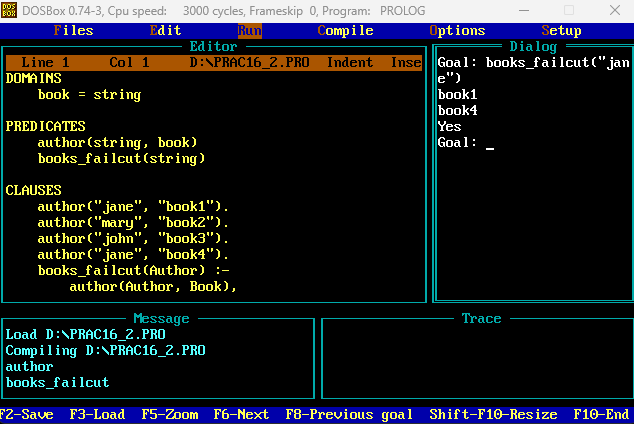 DOSBox 0.74-3, Cpu speed: 3000 cycles, Frameskip 0, Program: PROLOG
Files Edit Run Compile Options Setup
Editor
Line 1 Col 1 D:\PRAC16_2.PRO Indent Inse
DOMAINS
book = string
PREDICATES
author(string, book)
books_failcut(string)
CLAUSES
author("jane", "book1").
author("mary", "book2").
author("john", "book3").
author("jane", "book4").
books_failcut(Author) :-
author(Author, Book),
Dialog
Goal: books_failcut("jan
e")
book1
book4
Yes
Goal: _
Message
Load D:\PRAC16_2.PRO
Compiling D:\PRAC16_2.PRO
author
books_failcut
Trace
F2-Save F3-Load F5-Zoom F6-Next F8-Previous goal Shift-F10-Resize F10-End